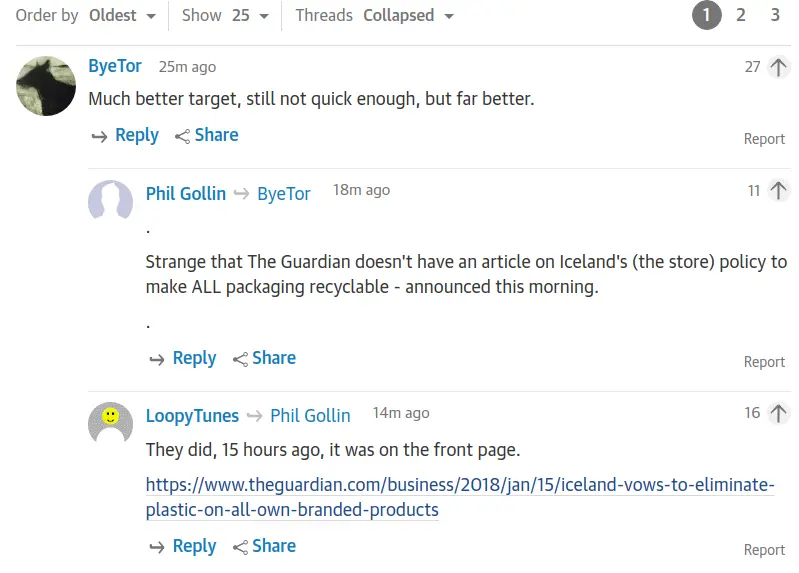 Order by Oldest Show 25 Threads Collapsed 1 2 3
ByeTor 25m ago 27
Much better target, still not quick enough, but far better.
Reply Share
Report
Phil Gollin ByeTor 18m ago 11
.
Strange that The Guardian doesn't have an article on Iceland's (the store) policy to
make ALL packaging recyclable - announced this morning.
.
Reply Share
Report
LoopyTunes Phil Gollin 14m ago 16
They did, 15 hours ago, it was on the front page.
https://www.theguardian.com/business/2018/jan/15/iceland-vows-to-eliminate-
plastic-on-all-own-branded-products
Reply Share
Report